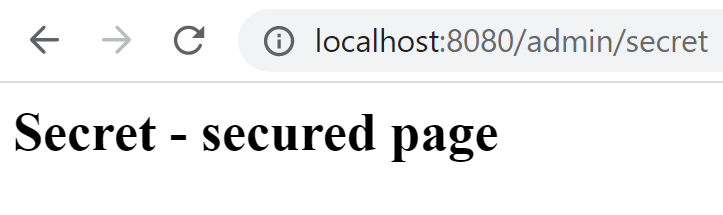 localhost:8080/admin/secret
Secret - secured page